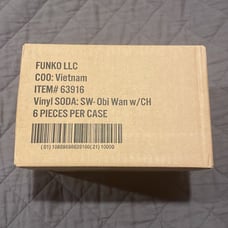 FUNKO LLC
COO: Vietnam
ITEM# 63916
Vinyl SODA: SW- Obi Wan w/CH
6 PIECES PER CASE